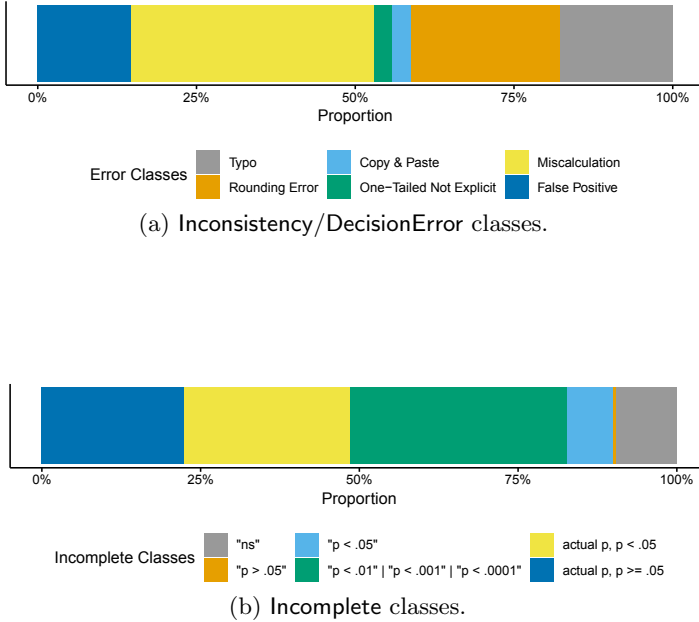 0% 25% 50% 75% 100%
Proportion
Error Classes
Typo Copy & Paste Miscalculation
Rounding Error One−Tailed Not Explicit False Positive
(a) Inconsistency/DecisionError classes.
0% 25% 50% 75% 100%
Proportion
Incomplete Classes
"ns" "p < .05" actual p, p < .05
"p > .05" "p < .01" | "p < .001" | "p < .0001" actual p, p >= .05
(b) Incomplete classes.